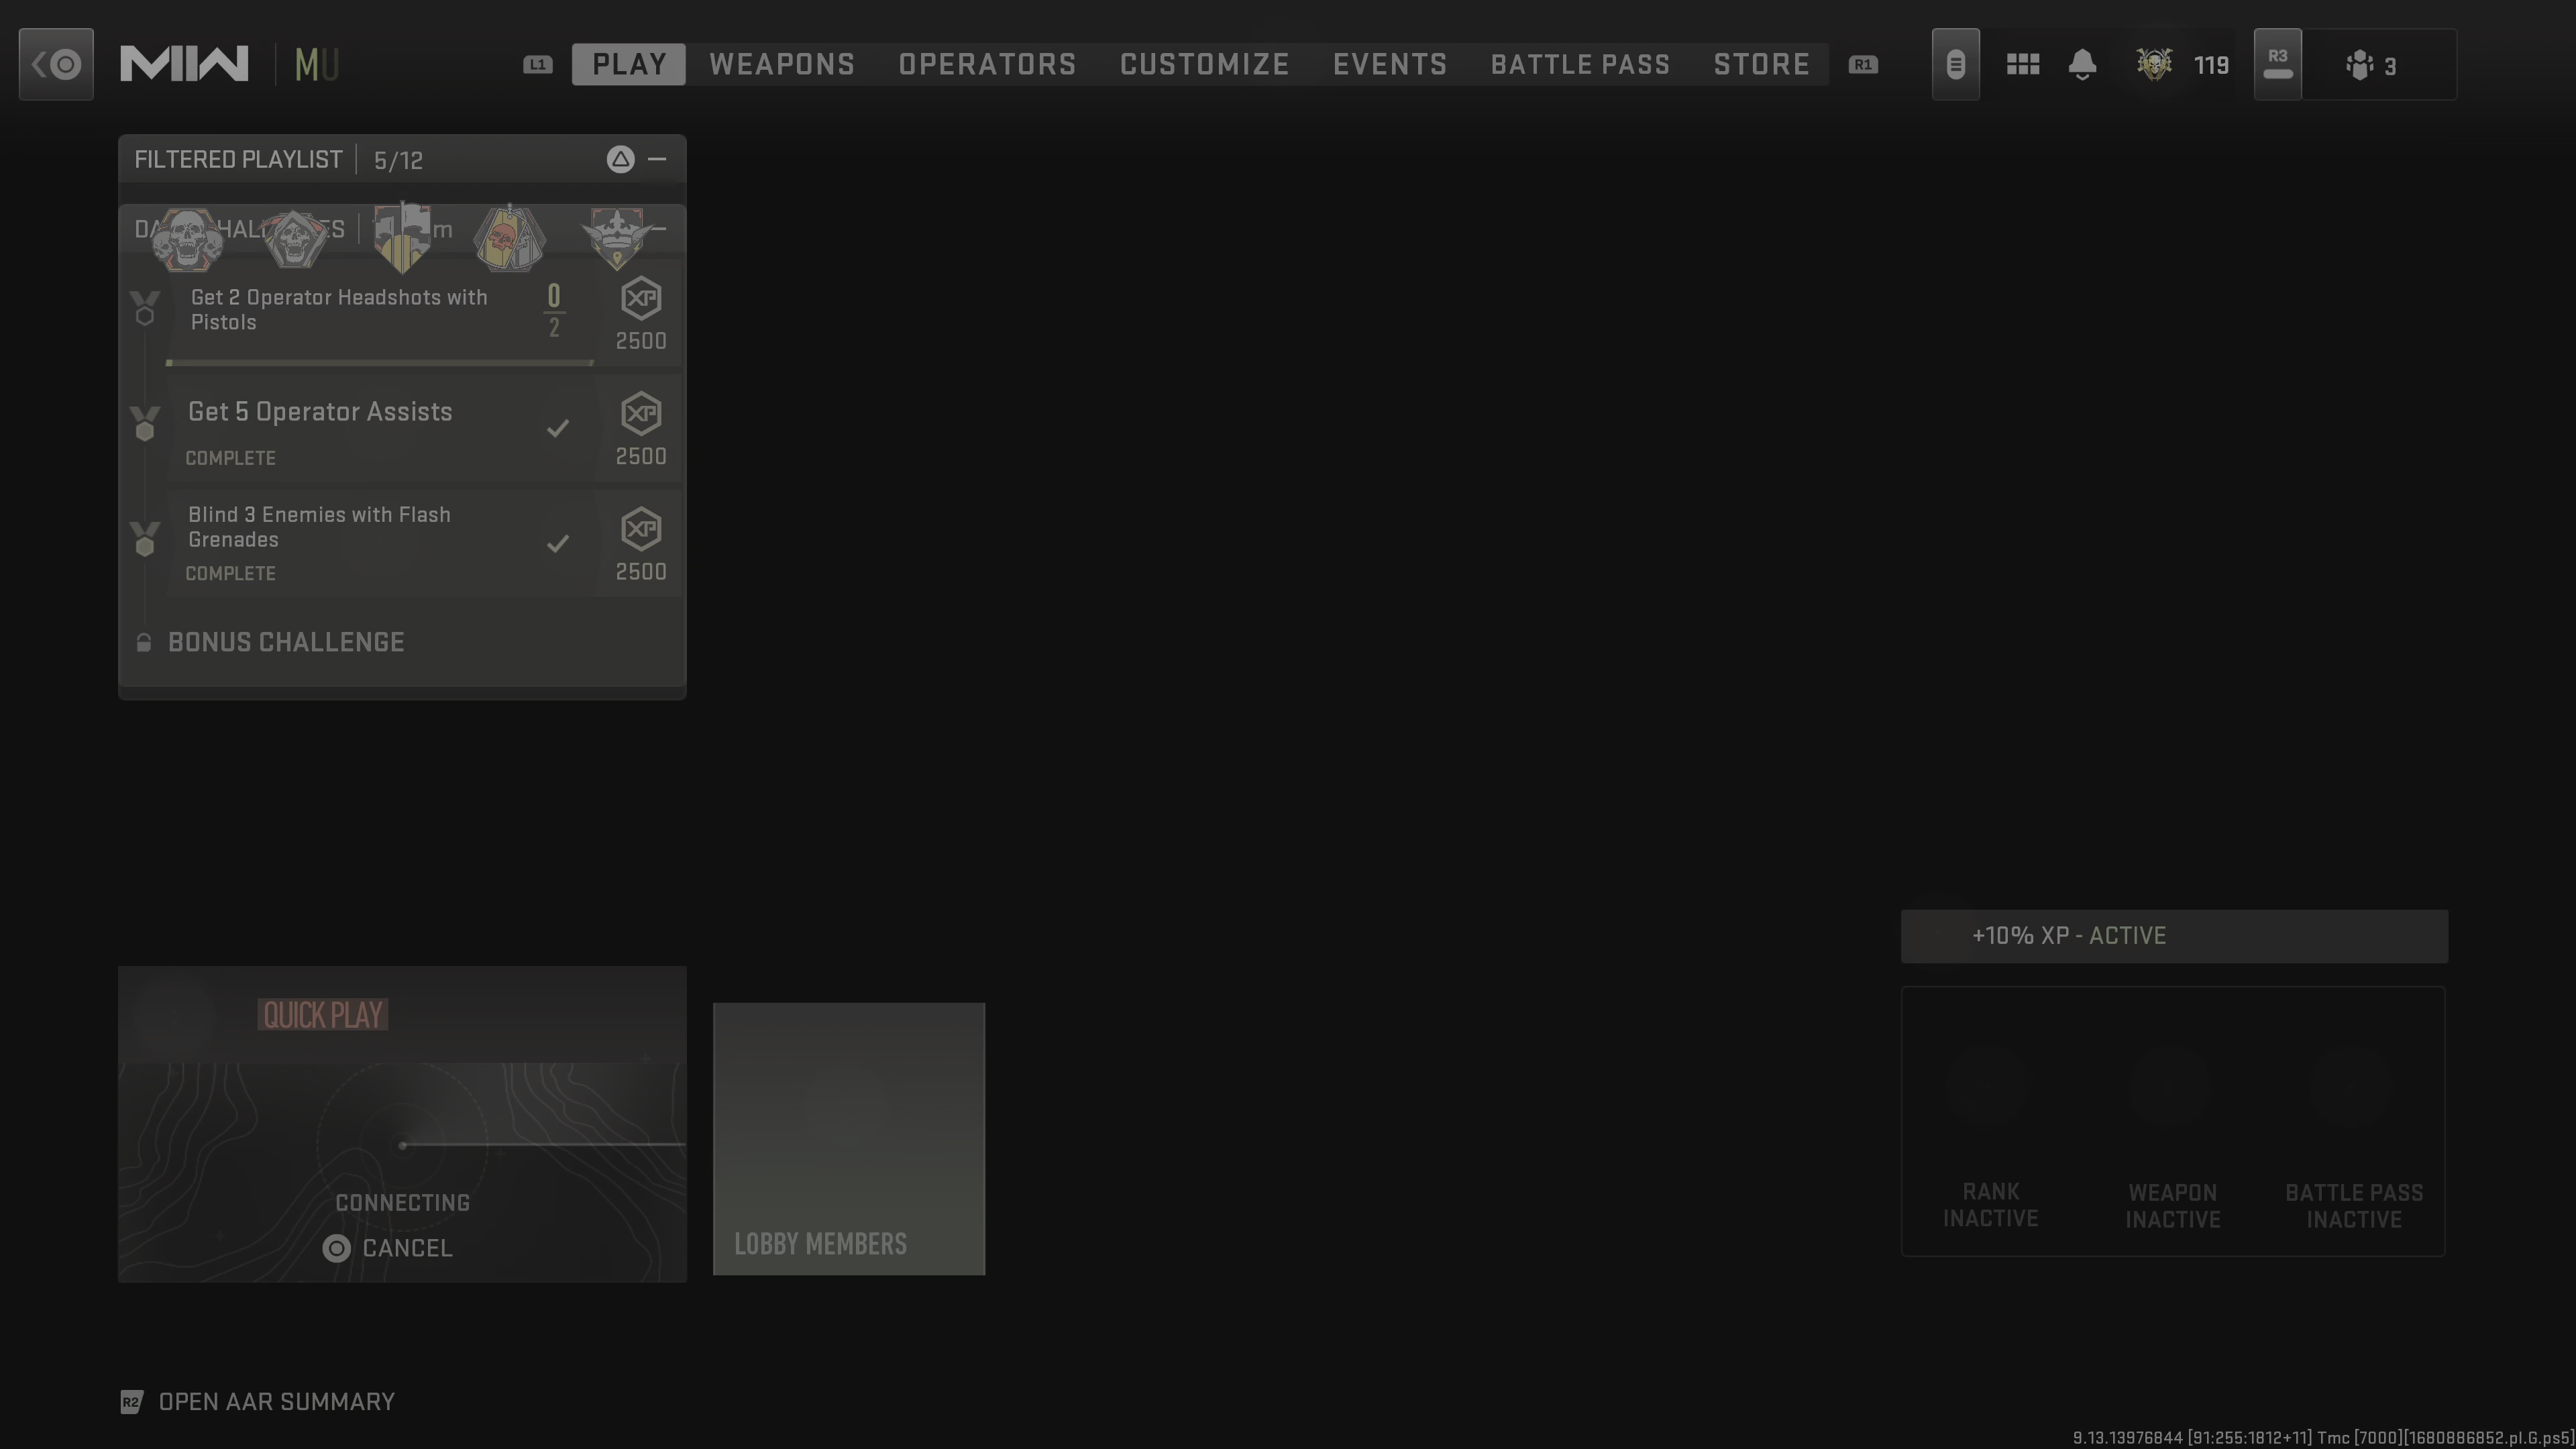 MW
MU
L1
PLAY
WEAPONS
OPERATORS
CUSTOMIZE
EVENTS
BATTLE PASS
STORE
R1
119
R3
3
FILTERED PLAYLIST
5/12
m
Get 2 Operator Headshots with
Pistols
0
2
XP
2500
Get 5 Operator Assists
COMPLETE
XP
2500
Blind 3 Enemies with Flash
Grenades
COMPLETE
XP
2500
BONUS CHALLENGE
+10% XP - ACTIVE
QUICK PLAY
CONNECTING
CANCEL
LOBBY MEMBERS
RANK
INACTIVE
WEAPON
INACTIVE
BATTLE PASS
INACTIVE
R2 OPEN AAR SUMMARY
9.13.13976844 [91:255:1812+11] Tmc [7000][1680886852.pl.G.ps5]